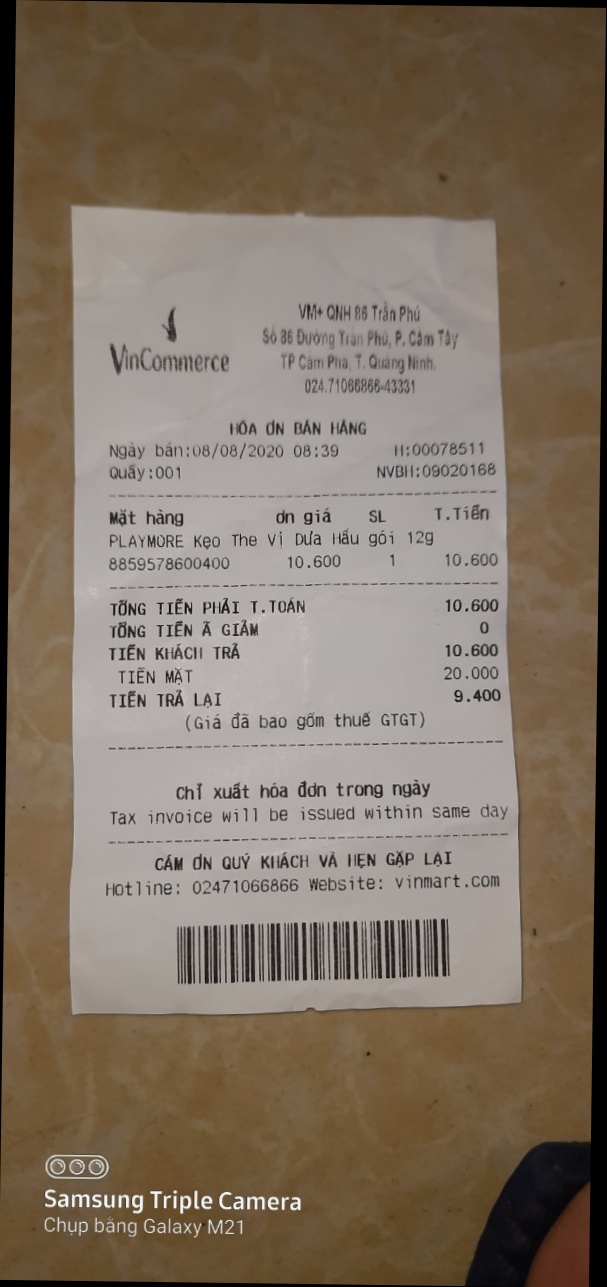 VinCommerce
VM+ QNH 86 Trần Phú
Số 86 Đường Trần Phú, P. Cẩm Tây
TP Cẩm Phả, T. Quảng Ninh.
024.71066866-43331
HÓA ƠN BÁN HÀNG
Ngày bán:08/08/2020 08:39 H:00078511
Quầy:001 NVBH:09020168
Mặt hàng ơn giá SL T.Tiền
PLAYMORE Kẹo The Vị Dưa Hấu gói 12g
8859578600400 10.600 1 10.600
TỔNG TIỀN PHẢI T.TOÁN 10.600
TỔNG TIỀN Ã GIẢM 0
TIỀN KHÁCH TRẢ 10.600
TIỀN MẶT 20.000
TIỀN TRẢ LẠI 9.400
(Giá đã bao gồm thuế GTGT)
Chỉ xuất hóa đơn trong ngày
Tax invoice will be issued within same day
CÁM ƠN QUÝ KHÁCH VÀ HẸN GẶP LẠI
Hotline: 02471066866 Website: vinmart.com
Samsung Triple Camera
Chụp bằng Galaxy M21